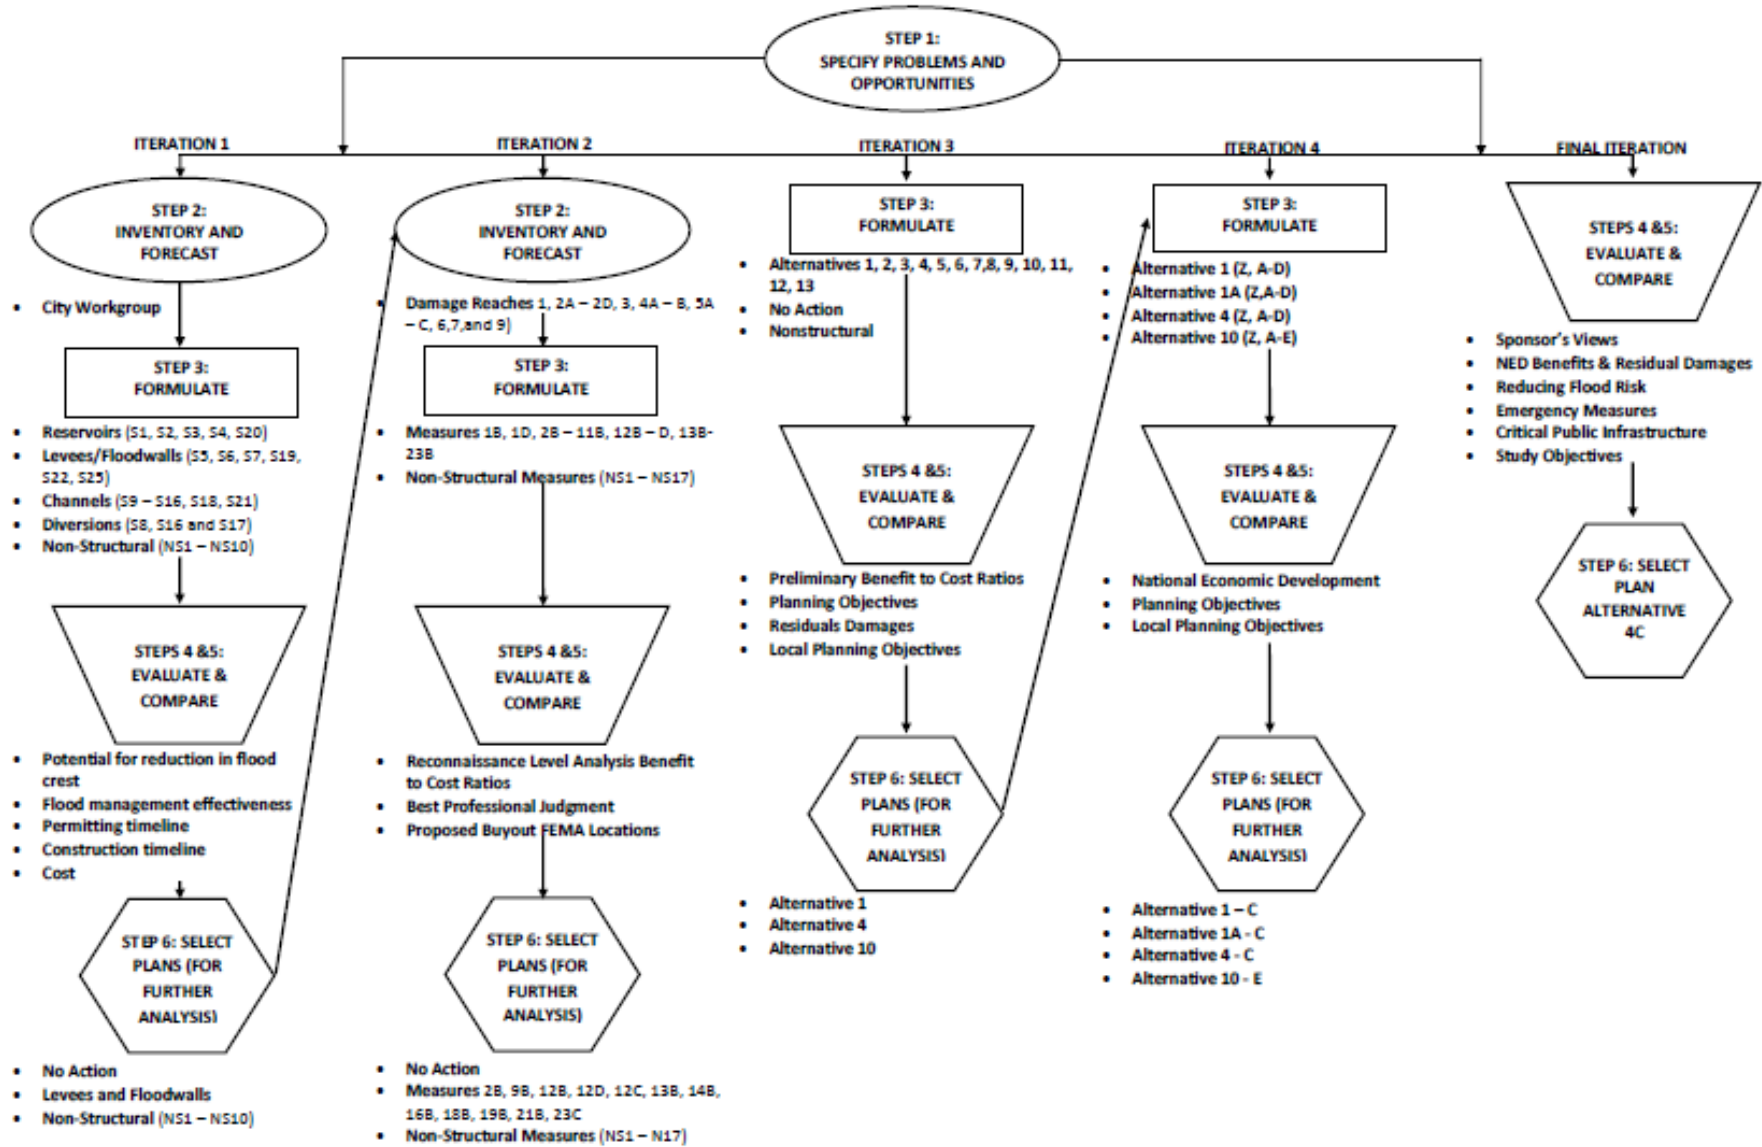 STEP 1:
SPECIFY PROBLEMS AND
OPPORTUNITIES
ITERATION 1
STEP 2:
INVENTORY AND
FORECAST
• City Workgroup
STEP 3:
FORMULATE
• Reservoirs (S1, S2, S3, S4, S20)
• Levees/Floodwalls (S5, S6, S7, S19,
S22, S25)
• Channels (S9 – S16, S18, S21)
• Diversions (S8, S16 and S17)
• Non-Structural (NS1 – NS10)
STEPS 4 &5:
EVALUATE &
COMPARE
• Potential for reduction in flood
crest
• Flood management effectiveness
• Permitting timeline
• Construction timeline
• Cost
STEP 6: SELECT
PLANS (FOR
FURTHER
ANALYSIS)
• No Action
• Levees and Floodwalls
• Non-Structural (NS1 – NS10)
ITERATION 2
STEP 2:
INVENTORY AND
FORECAST
• Damage Reaches 1, 2A – 2D, 3, 4A – B, 5A
– C, 6,7,and 9)
STEP 3:
FORMULATE
• Measures 1B, 1D, 2B – 11B, 12B – D, 13B-
23B
• Non-Structural Measures (NS1 – NS17)
STEPS 4 &5:
EVALUATE &
COMPARE
• Reconnaissance Level Analysis Benefit
to Cost Ratios
• Best Professional Judgment
• Proposed Buyout FEMA Locations
STEP 6: SELECT
PLANS (FOR
FURTHER
ANALYSIS)
• No Action
• Measures 2B, 9B, 12B, 12D, 12C, 13B, 14B,
16B, 18B, 19B, 21B, 23C
• Non-Structural Measures (NS1 – N17)
ITERATION 3
STEP 3:
FORMULATE
• Alternatives 1, 2, 3, 4, 5, 6, 7,8, 9, 10, 11,
12, 13
• No Action
• Nonstructural
STEPS 4 &5:
EVALUATE &
COMPARE
• Preliminary Benefit to Cost Ratios
• Planning Objectives
• Residuals Damages
• Local Planning Objectives
STEP 6: SELECT
PLANS (FOR
FURTHER
ANALYSIS)
• Alternative 1
• Alternative 4
• Alternative 10
ITERATION 4
STEP 3:
FORMULATE
• Alternative 1 (Z, A-D)
• Alternative 1A (Z,A-D)
• Alternative 4 (Z, A-D)
• Alternative 10 (Z, A-E)
STEPS 4 &5:
EVALUATE &
COMPARE
• National Economic Development
• Planning Objectives
• Local Planning Objectives
STEP 6: SELECT
PLANS (FOR
FURTHER
ANALYSIS)
• Alternative 1 – C
• Alternative 1A - C
• Alternative 4 - C
• Alternative 10 - E
FINAL ITERATION
STEPS 4 &5:
EVALUATE &
COMPARE
• Sponsor's Views
• NED Benefits & Residual Damages
• Reducing Flood Risk
• Emergency Measures
• Critical Public Infrastructure
• Study Objectives
STEP 6: SELECT
PLAN
ALTERNATIVE
4C